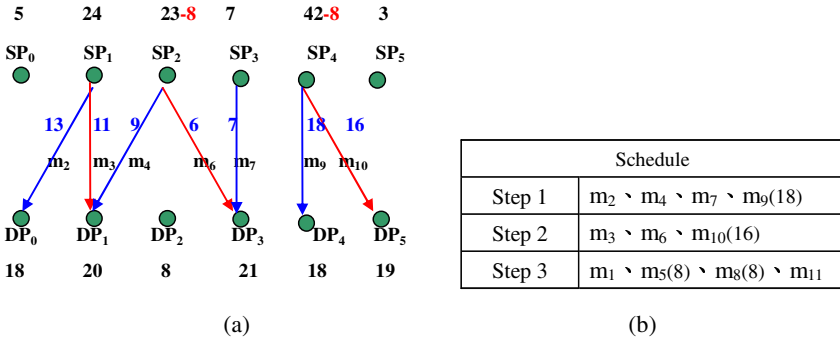 5 24 23-8 7 42-8 3
SP0 SP1 SP2 SP3 SP4 SP5
13 11 9 6 7 18 16
m2 m3 m4 m6 m7 m9 m10
DP0 DP1 DP2 DP3 DP4 DP5
18 20 8 21 18 19
(a)
Schedule
Step 1 m2、m4、m7、m9(18)
Step 2 m3、m6、m10(16)
Step 3 m1、m5(8)、m8(8)、m11
(b)